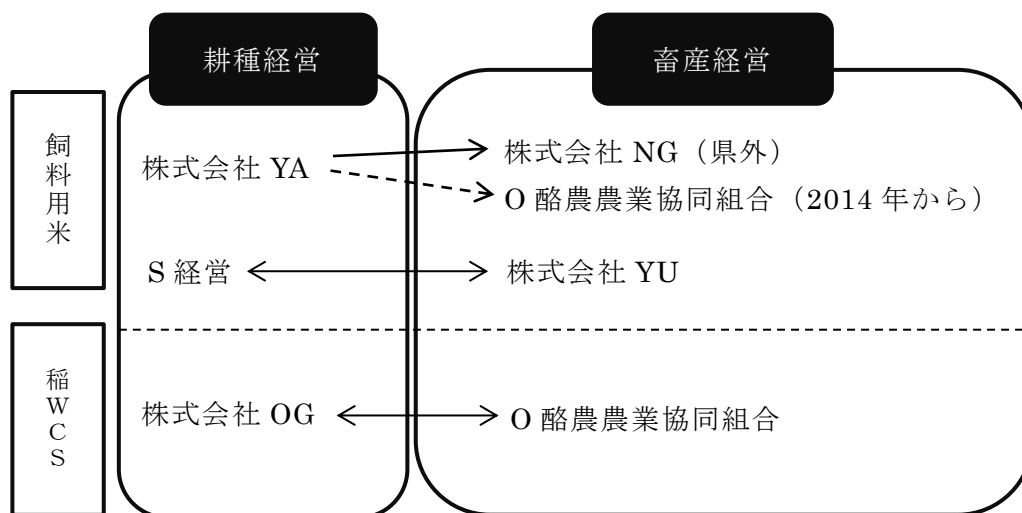 耕種経営
畜産経営
飼料用米
株式会社 YA
株式会社 NG（県外）
O 酪農農業協同組合（2014 年から）
S 経営
株式会社 YU
稲WCS
株式会社 OG
O 酪農農業協同組合